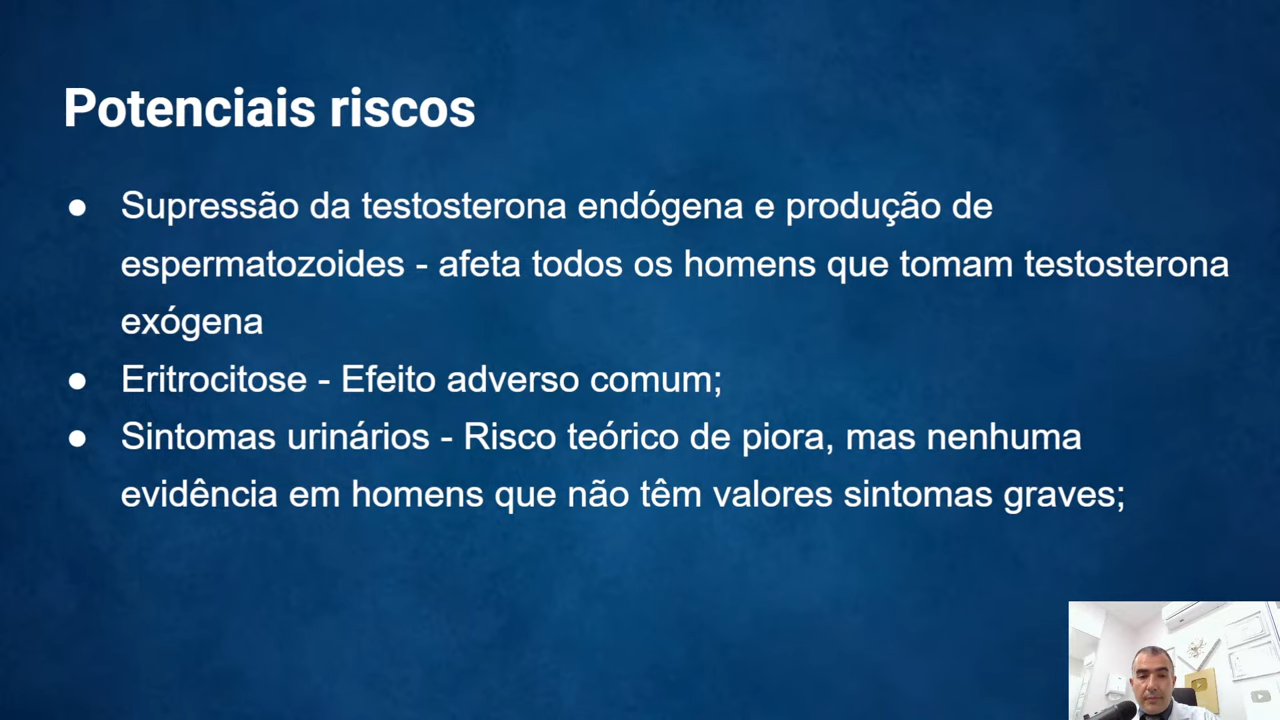 Potenciais riscos
● Supressão da testosterona endógena e produção de
espermatozoides - afeta todos os homens que tomam testosterona
exógena
● Eritrocitose - Efeito adverso comum;
● Sintomas urinários - Risco teórico de piora, mas nenhuma
evidência em homens que não têm valores sintomas graves;